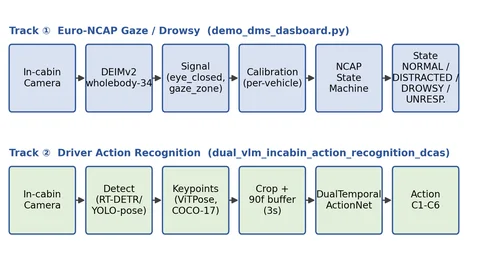 Track ① Euro-NCAP Gaze / Drowsy (demo_dms_dasboard.py)
In-cabin
Camera
DEIMv2
wholebody-34
Signal
(eye_closed,
gaze_zone)
Calibration
(per-vehicle)
NCAP
State
Machine
State
NORMAL /
DISTRACTED /
DROWSY /
UNRESP.
Track ② Driver Action Recognition (dual_vlm_incabin_action_recognition_dcas)
In-cabin
Camera
Detect
(RT-DETR/
YOLO-pose)
Keypoints
(ViTPose,
COCO-17)
Crop +
90f buffer
(3s)
DualTemporal
ActionNet
Action
C1-C6